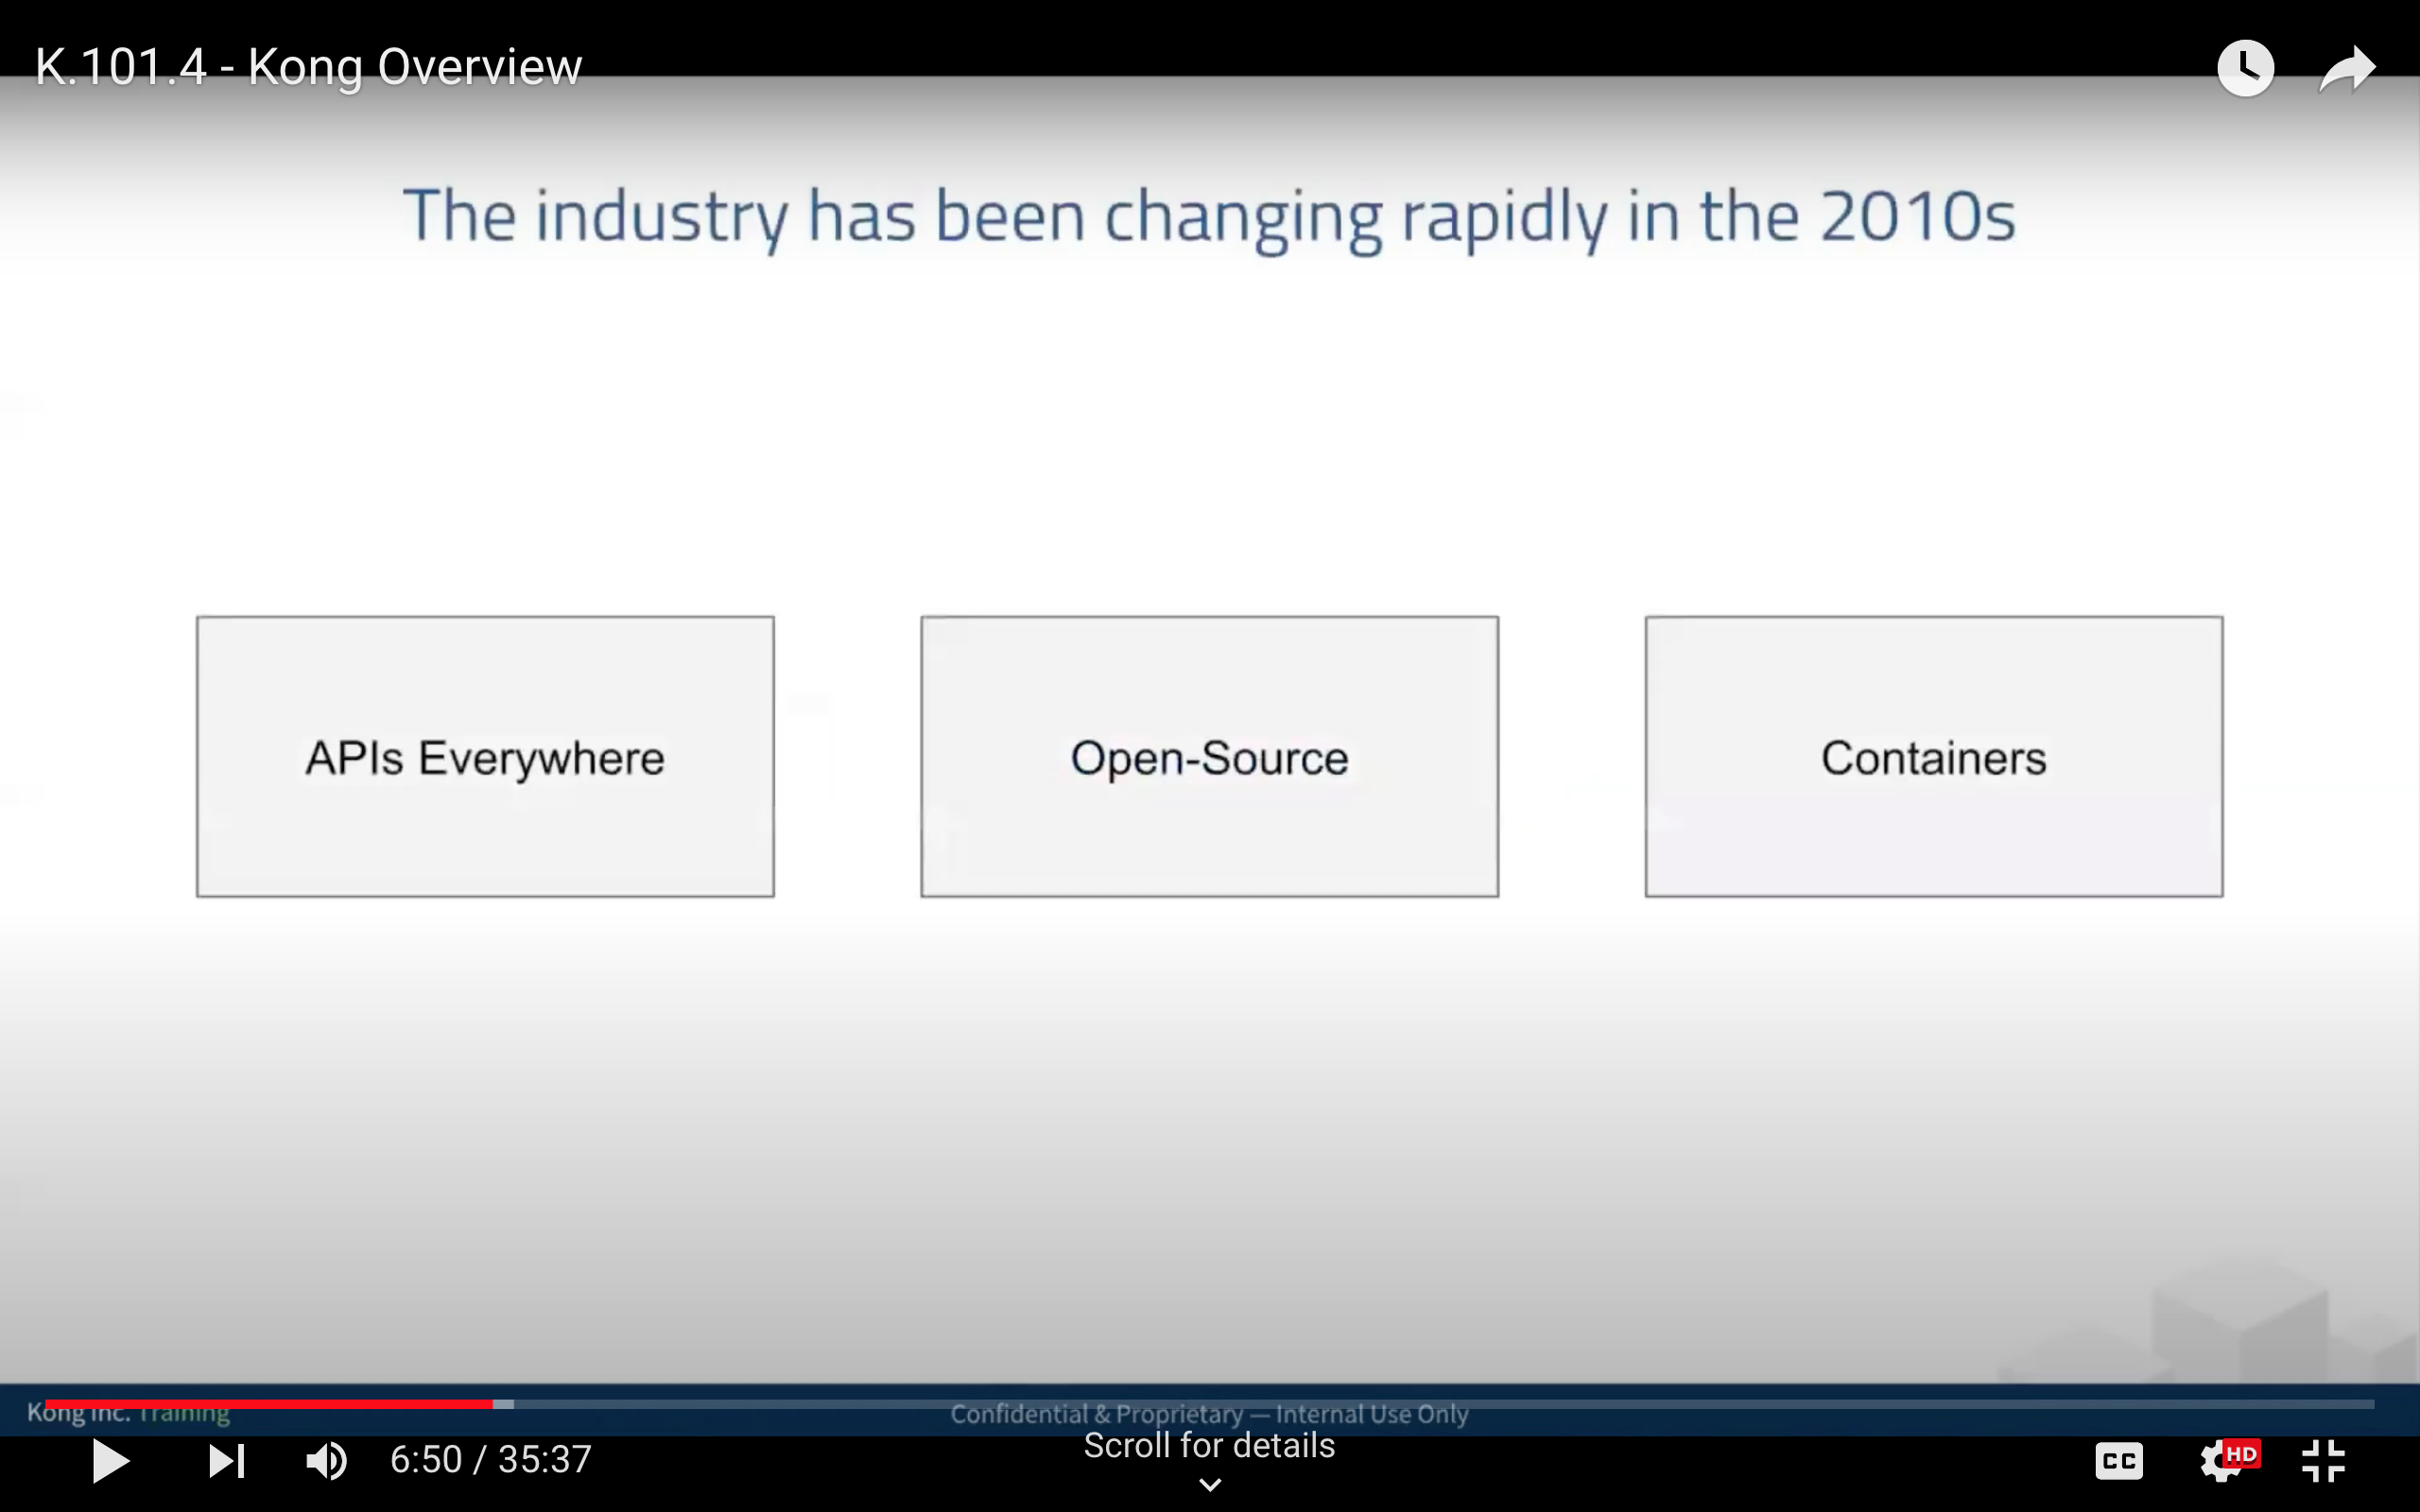 K.101.4 - Kong Overview
The industry has been changing rapidly in the 2010s
APIs Everywhere
Open-Source
Containers
Kong Inc. Training
Confidential & Proprietary — Internal Use Only
Scroll for details
6:50 / 35:37
CC
HD